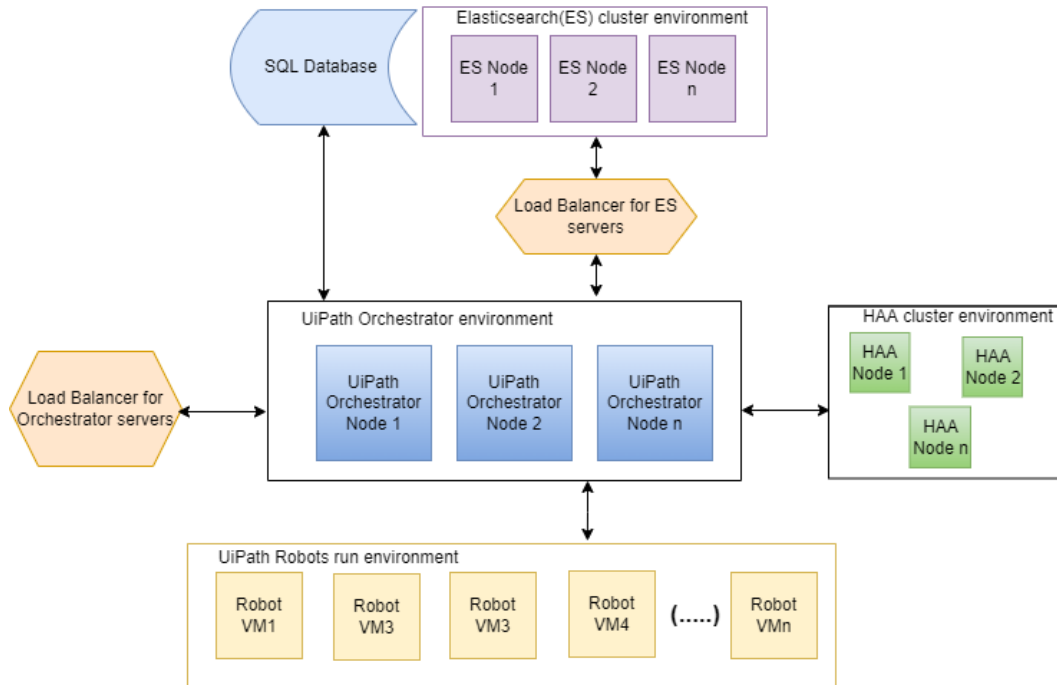 Elasticsearch(ES) cluster environment
SQL Database
ES Node
1
ES Node
2
ES Node
n
Load Balancer for ES
servers
UiPath Orchestrator environment
UiPath
Orchestrator
Node 1
UiPath
Orchestrator
Node 2
UiPath
Orchestrator
Node n
HAA cluster environment
HAA
Node 1
HAA
Node 2
HAA
Node n
Load Balancer for
Orchestrator servers
UiPath Robots run environment
Robot
VM1
Robot
VM3
Robot
VM3
Robot
VM4
(.....)
Robot
VMn